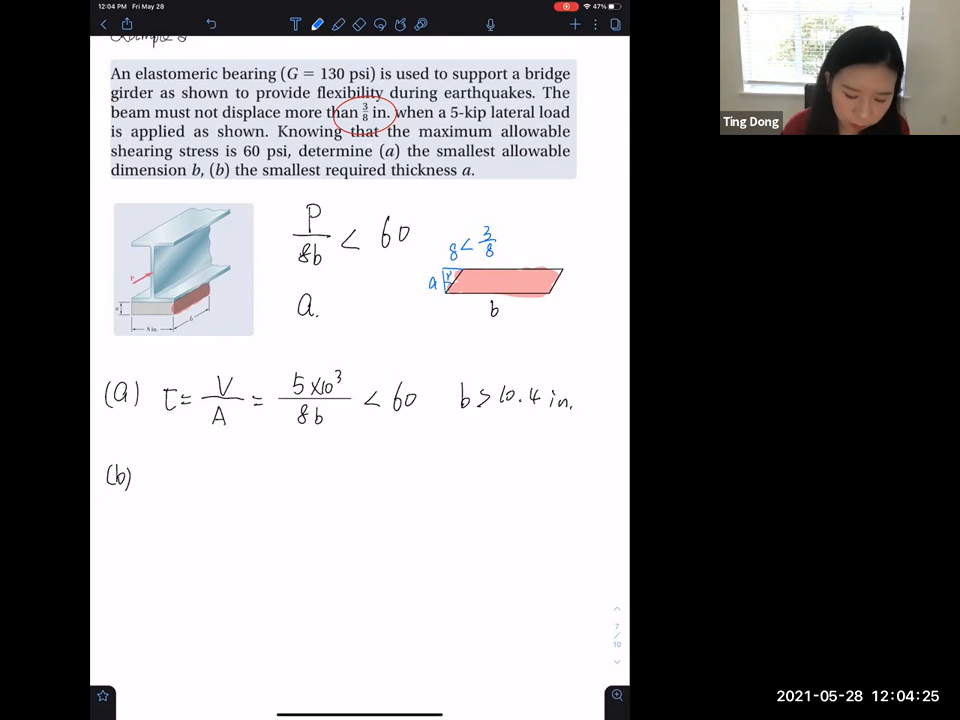 12:04 PM Fri May 28
47%
Example 2
An elastomeric bearing (G = 130 psi) is used to support a bridge
girder as shown to provide flexibility during earthquakes. The
beam must not displace more than 3/8 in. when a 5-kip lateral load
is applied as shown. Knowing that the maximum allowable
shearing stress is 60 psi, determine (a) the smallest allowable
dimension b, (b) the smallest required thickness a.
P/8b < 60
a.
P
a
8 in.
b
δ < 3/8
a
γ
b
(a) τ = V/A = 5×10³/8b < 60 b > 10.4 in.
(b)
7/10
Ting Dong
2021-05-28 12:04:25